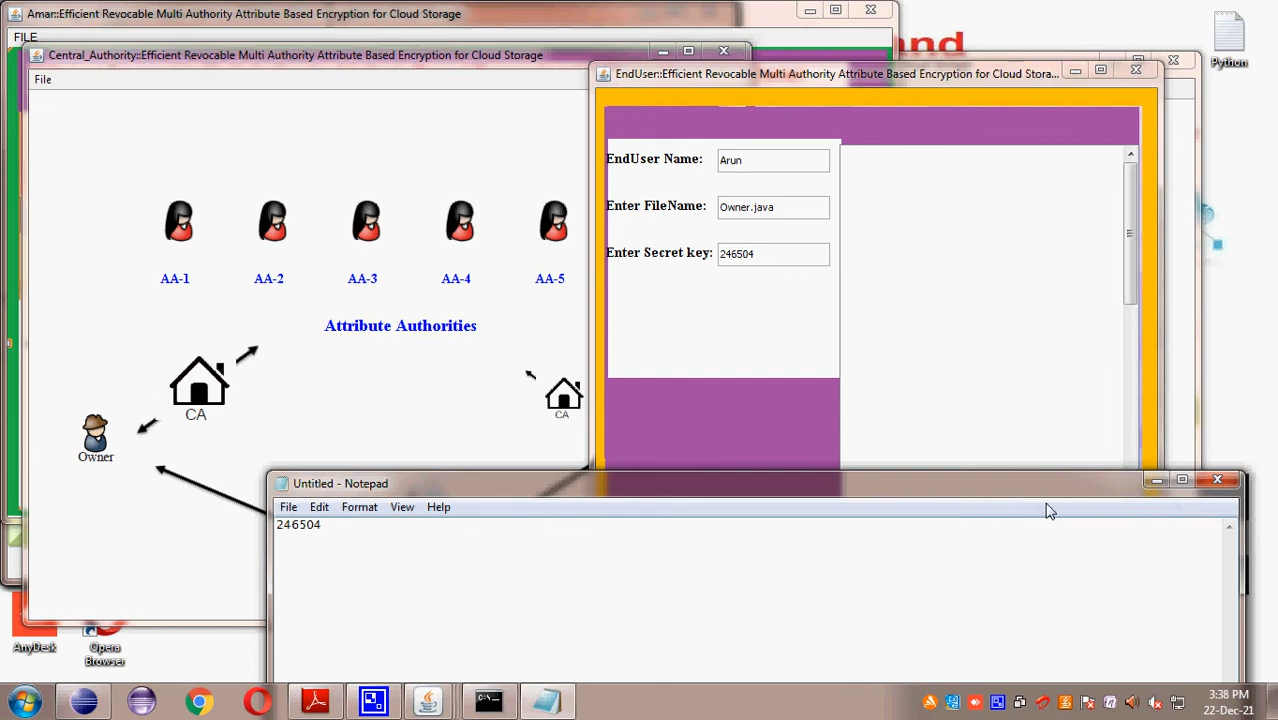 Amar::Efficient Revocable Multi Authority Attribute Based Encryption for Cloud Storage
FILE
and
Python
Central_Authority::Efficient Revocable Multi Authority Attribute Based Encryption for Cloud Storage
File
AA-1 AA-2 AA-3 AA-4 AA-5
Attribute Authorities
CA
CA
Owner
EndUser::Efficient Revocable Multi Authority Attribute Based Encryption for Cloud Stora...
EndUser Name: Arun
Enter FileName: Owner.java
Enter Secret key: 246504
Untitled - Notepad
File Edit Format View Help
246504
AnyDesk
Opera
Browser
3:38 PM
22-Dec-21